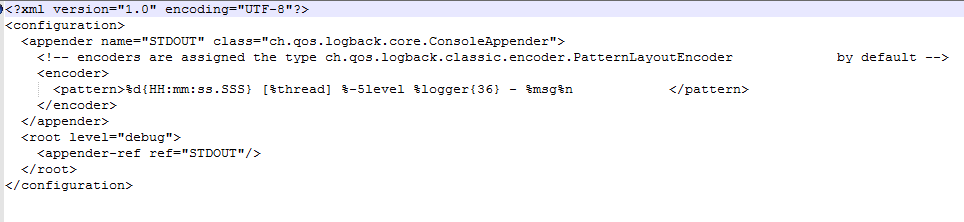 <?xml version="1.0" encoding="UTF-8"?>
<configuration>
  <appender name="STDOUT" class="ch.qos.logback.core.ConsoleAppender">
    <!-- encoders are assigned the type ch.qos.logback.classic.encoder.PatternLayoutEncoder             by default -->
    <encoder>
      <pattern>%d{HH:mm:ss.SSS} [%thread] %-5level %logger{36} - %msg%n            </pattern>
    </encoder>
  </appender>
  <root level="debug">
    <appender-ref ref="STDOUT"/>
  </root>
</configuration>